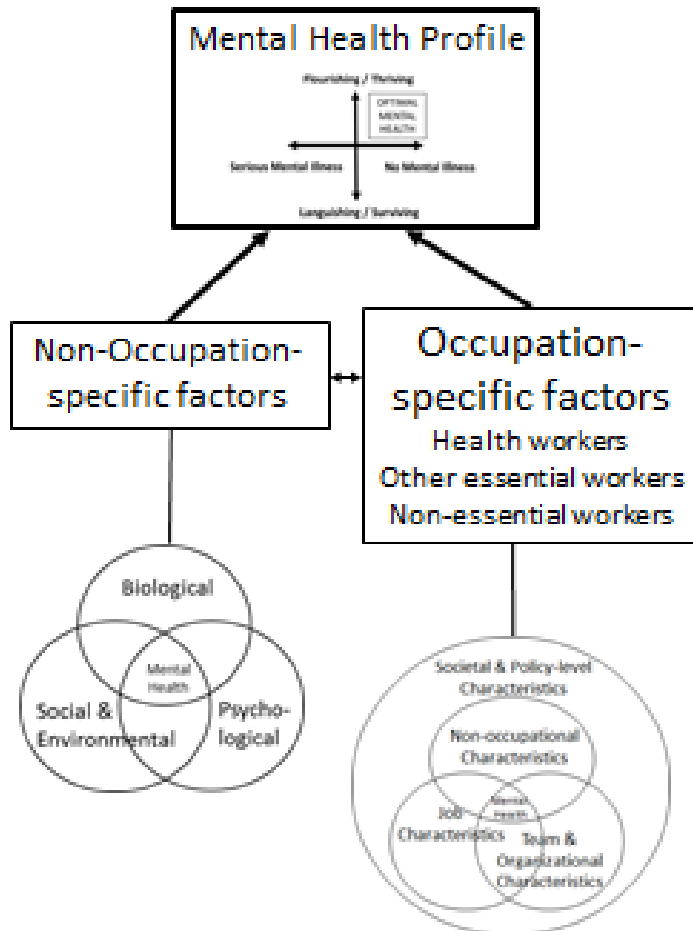 Mental Health Profile
Flourishing / Thriving
OPTIMAL
MENTAL
HEALTH
Serious Mental Illness
No Mental Illness
Languishing / Surviving
Non-Occupation-
specific factors
Occupation-
specific factors
Health workers
Other essential workers
Non-essential workers
Biological
Mental
Health
Social &
Environmental
Psycho-
logical
Societal & Policy-level
Characteristics
Non-occupational
Characteristics
Mental
Health
Job
Characteristics
Team &
Organizational
Characteristics